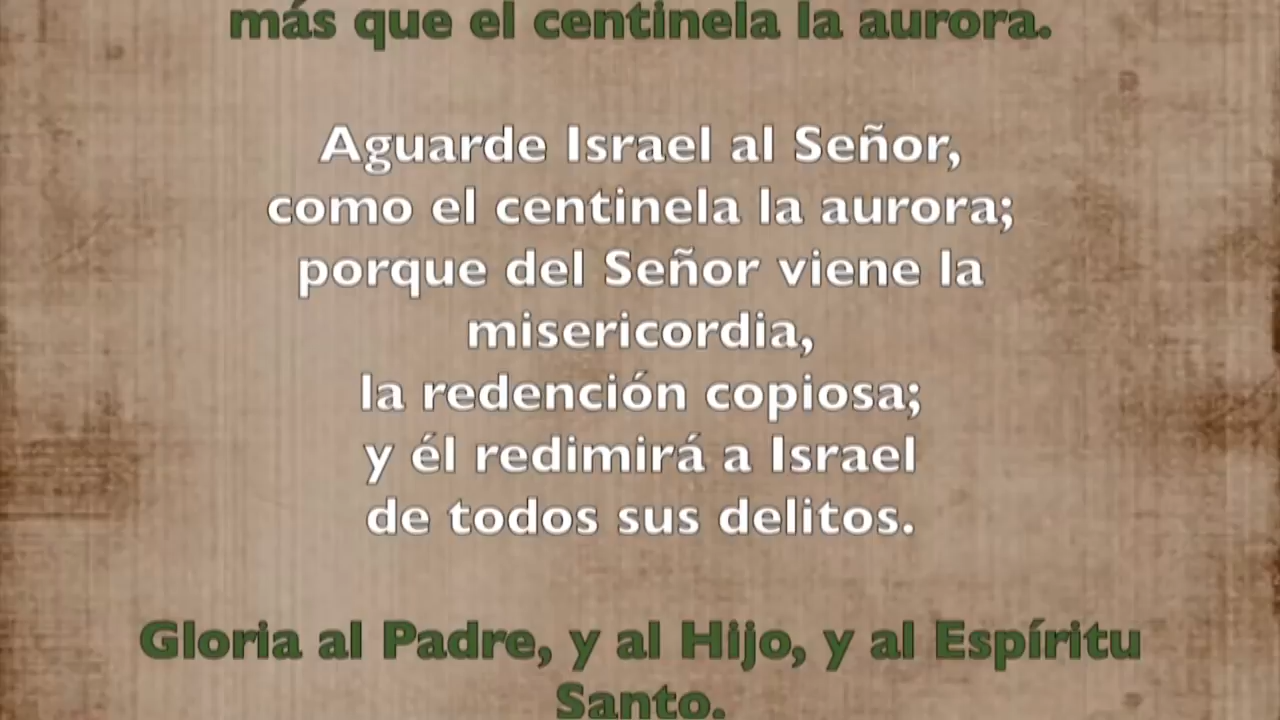 más que el centinela la aurora.
Aguarde Israel al Señor,
como el centinela la aurora;
porque del Señor viene la
misericordia,
la redención copiosa;
y él redimirá a Israel
de todos sus delitos.
Gloria al Padre, y al Hijo, y al Espíritu
Santo.